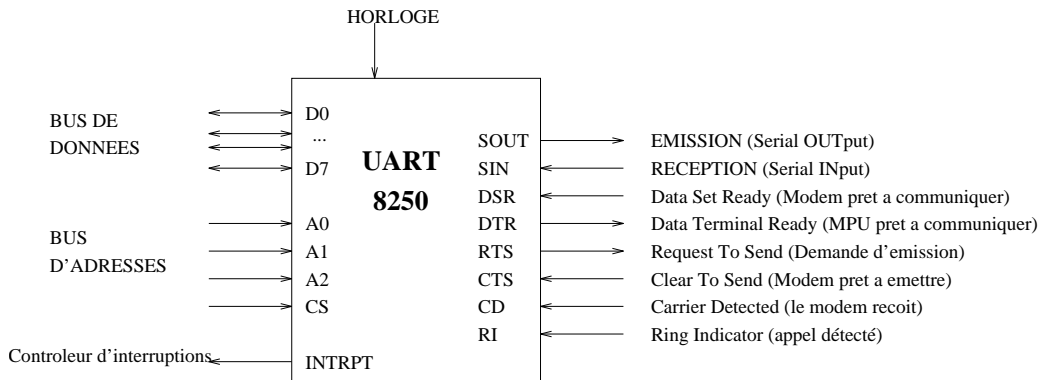 HORLOGE
BUS DE
DONNEES
D0
...
D7
UART
8250
BUS
D'ADRESSES
A0
A1
A2
CS
Controleur d'interruptions
INTRPT
SOUT EMISSION (Serial OUTput)
SIN RECEPTION (Serial INput)
DSR Data Set Ready (Modem pret a communiquer)
DTR Data Terminal Ready (MPU pret a communiquer)
RTS Request To Send (Demande d'emission)
CTS Clear To Send (Modem pret a emettre)
CD Carrier Detected (le modem recoit)
RI Ring Indicator (appel détecté)